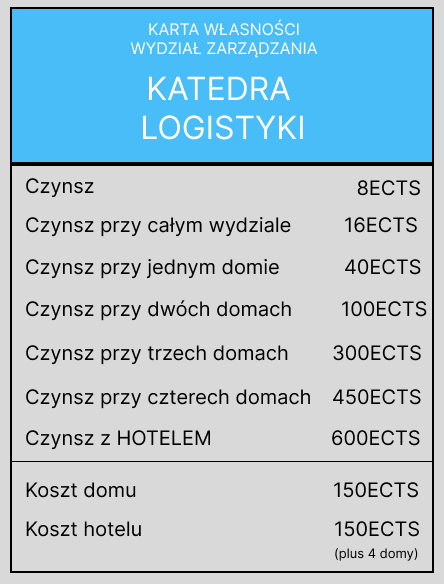 KARTA WŁASNOŚCI
WYDZIAŁ ZARZĄDZANIA
KATEDRA
LOGISTYKI
Czynsz 8ECTS
Czynsz przy całym wydziale 16ECTS
Czynsz przy jednym domie 40ECTS
Czynsz przy dwóch domach 100ECTS
Czynsz przy trzech domach 300ECTS
Czynsz przy czterech domach 450ECTS
Czynsz z HOTELEM 600ECTS
Koszt domu 150ECTS
Koszt hotelu 150ECTS
(plus 4 domy)